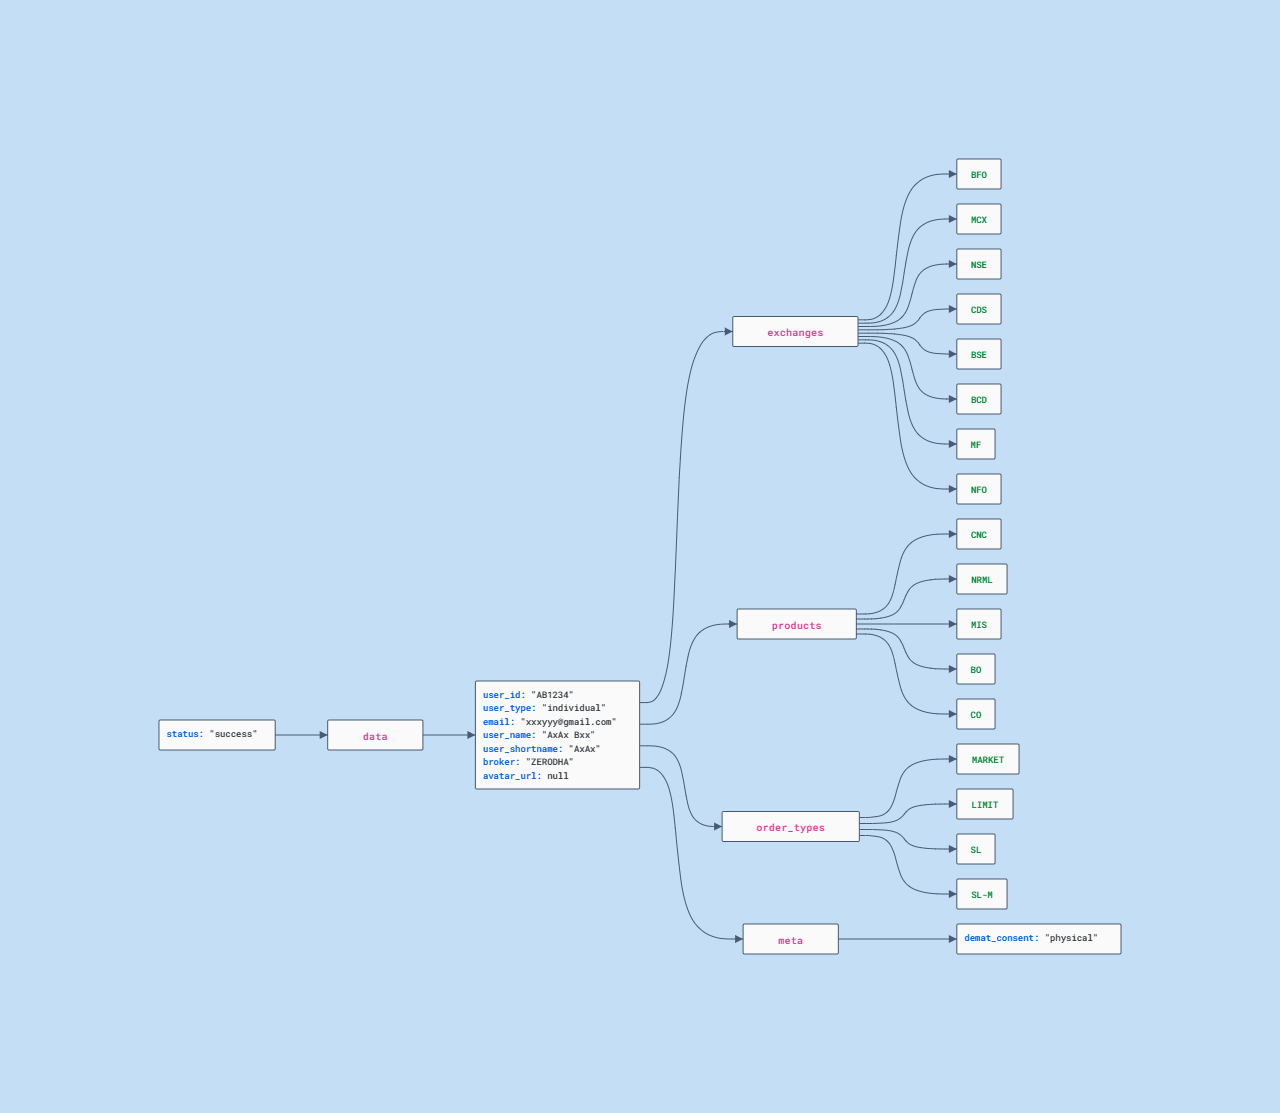 status: "success"
data
user_id: "AB1234"
user_type: "individual"
email: "xxxyyy@gmail.com"
user_name: "AxAx Bxx"
user_shortname: "AxAx"
broker: "ZERODHA"
avatar_url: null
exchanges
BFO
MCX
NSE
CDS
BSE
BCD
MF
NFO
products
CNC
NRML
MIS
BO
CO
order_types
MARKET
LIMIT
SL
SL-M
meta
demat_consent: "physical"